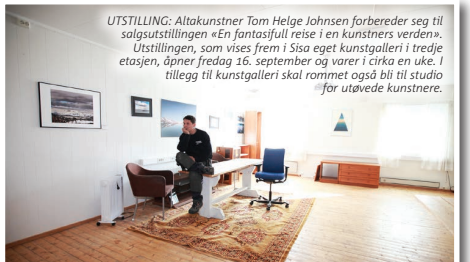 UTSTILLING: Altakunstner Tom Helge Johnsen forbereder seg til
salgsutstillingen «En fantasifull reise i en kunstners verden».
Utstillingen, som vises frem i Sisa eget kunstgalleri i tredje
etasjen, åpner fredag 16. september og varer i cirka en uke. I
tillegg til kunstgalleri skal rommet også bli til studio
for utøvede kunstnere.